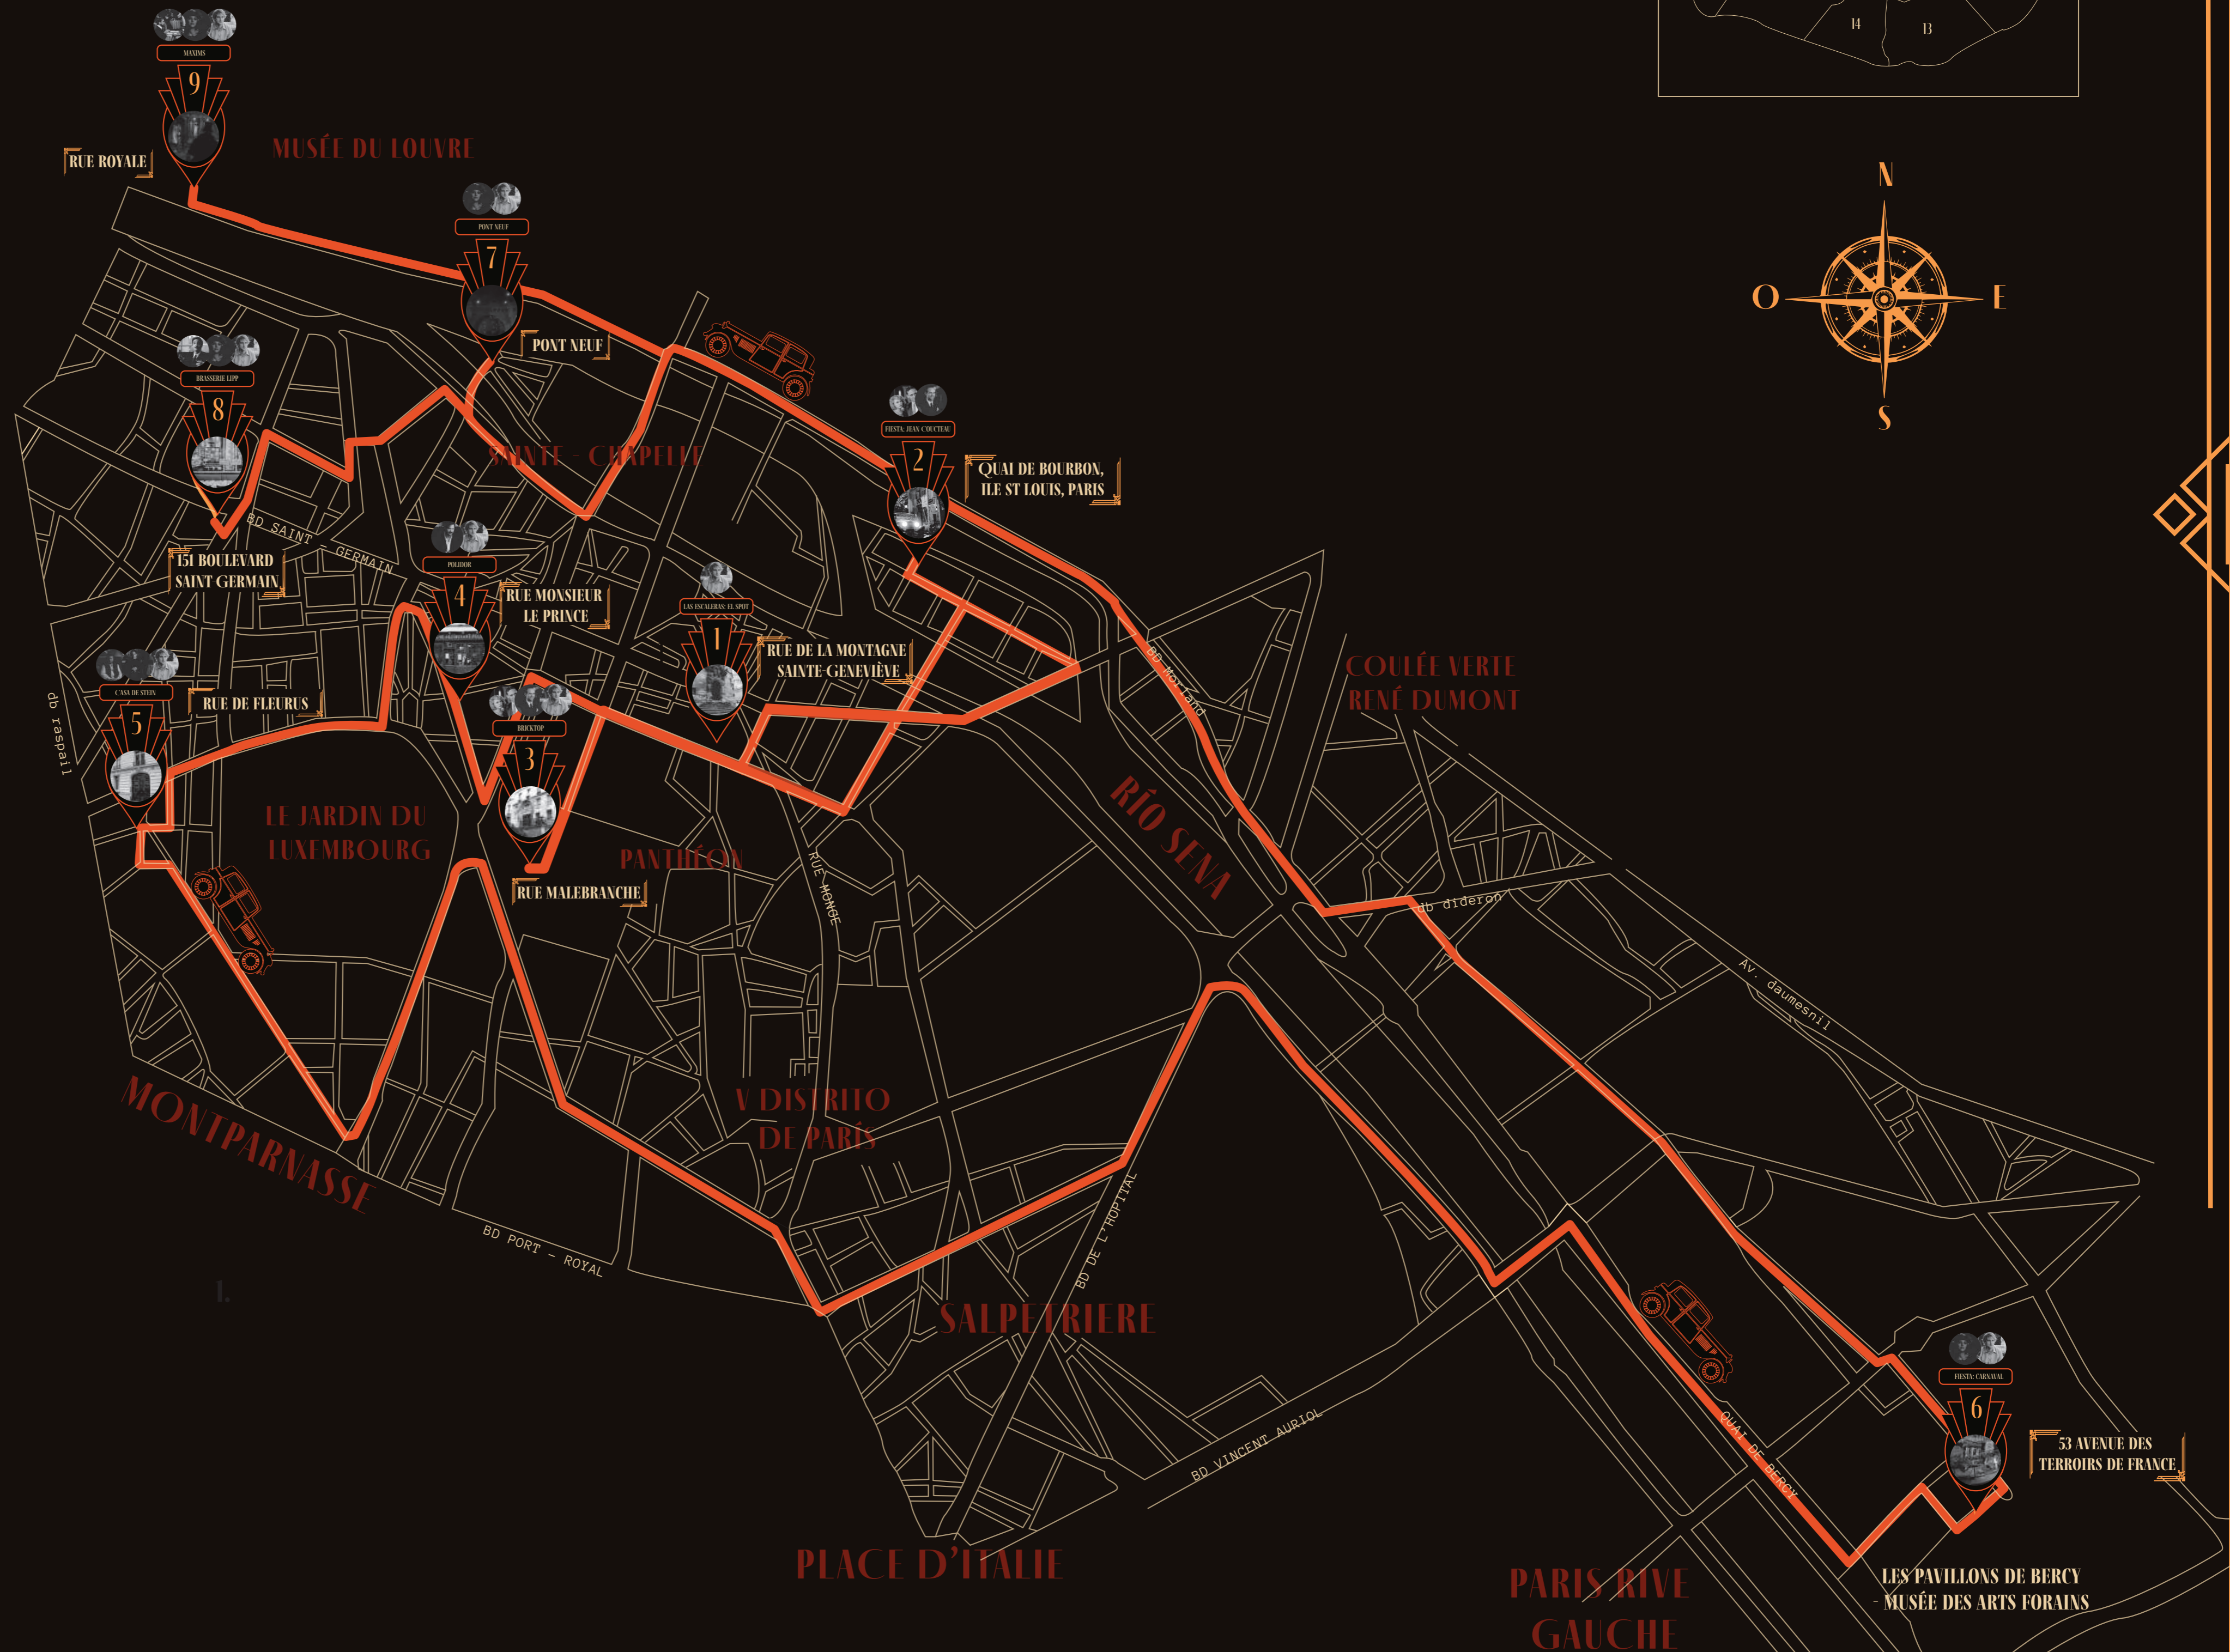 14
13
MAXIMS
9
RUE ROYALE
MUSÉE DU LOUVRE
N
O
E
S
PONT NEUF
7
PONT NEUF
BRASSERIE LIPP
8
BD SAINT - GERMAIN
151 BOULEVARD
SAINT-GERMAIN
SAINTE - CHAPELLE
FIESTA: JEAN COUCTEAU
2
QUAI DE BOURBON,
ILE ST LOUIS, PARIS
POLIDOR
4
RUE MONSIEUR
LE PRINCE
LAS ESCALERAS: EL SPOT
1
RUE DE LA MONTAGNE
SAINTE-GENEVIÈVE
CASA DE STEIN
5
RUE DE FLEURUS
db raspail
BRICKTOP
3
RUE MALEBRANCHE
BD Morland
COULÉE VERTE
RENÉ DUMONT
LE JARDIN DU
LUXEMBOURG
PANTHÉON
RUE MONGE
RÍO SENA
db dideron
Av. daumesnil
MONTPARNASSE
V DISTRITO
DE PARÍS
BD PORT - ROYAL
BD DE L'HOPITAL
SALPETRIERE
1.
BD VINCENT AURIOL
QUAI DE BERCY
FIESTA: CARNAVAL
6
53 AVENUE DES
TERROIRS DE FRANCE
PLACE D'ITALIE
PARIS RIVE
GAUCHE
LES PAVILLONS DE BERCY
- MUSÉE DES ARTS FORAINS